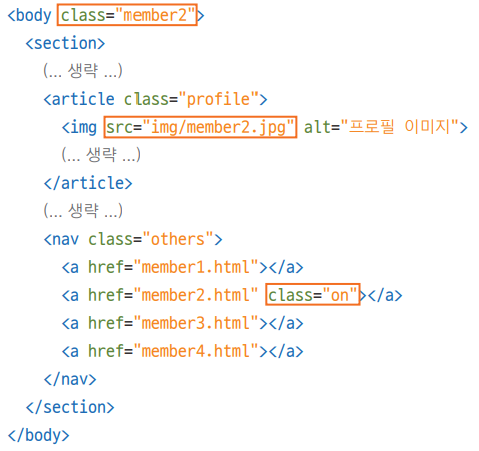 <body class="member2">
<section>
(... 생략 ...)
<article class="profile">
<img src="img/member2.jpg" alt="프로필 이미지">
(... 생략 ...)
</article>
(... 생략 ...)
<nav class="others">
<a href="member1.html"></a>
<a href="member2.html" class="on"></a>
<a href="member3.html"></a>
<a href="member4.html"></a>
</nav>
</section>
</body>